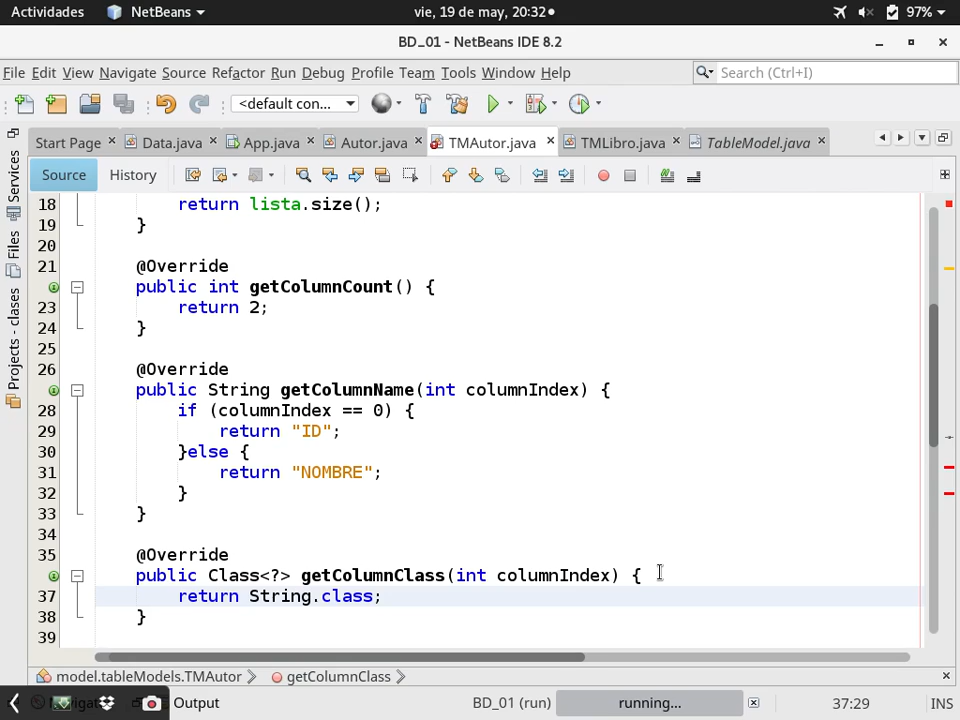 Actividades NetBeans vie, 19 de may, 20:32 97%
BD_01 - NetBeans IDE 8.2
File Edit View Navigate Source Refactor Run Debug Profile Team Tools Window Help Search (Ctrl+I)
<default con...
Start Page Data.java App.java Autor.java TMAutor.java TMLibro.java TableModel.java
Source History
Services
Files
Projects - clases
18 return lista.size();
19 }
20
21 @Override
public int getColumnCount() {
23 return 2;
24 }
25
26 @Override
public String getColumnName(int columnIndex) {
28 if (columnIndex == 0) {
29 return "ID";
30 }else {
31 return "NOMBRE";
32 }
33 }
34
35 @Override
public Class<?> getColumnClass(int columnIndex) {
37 return String.class;
38 }
39
model.tableModels.TMAutor getColumnClass
Output BD_01 (run) running... 37:29 INS